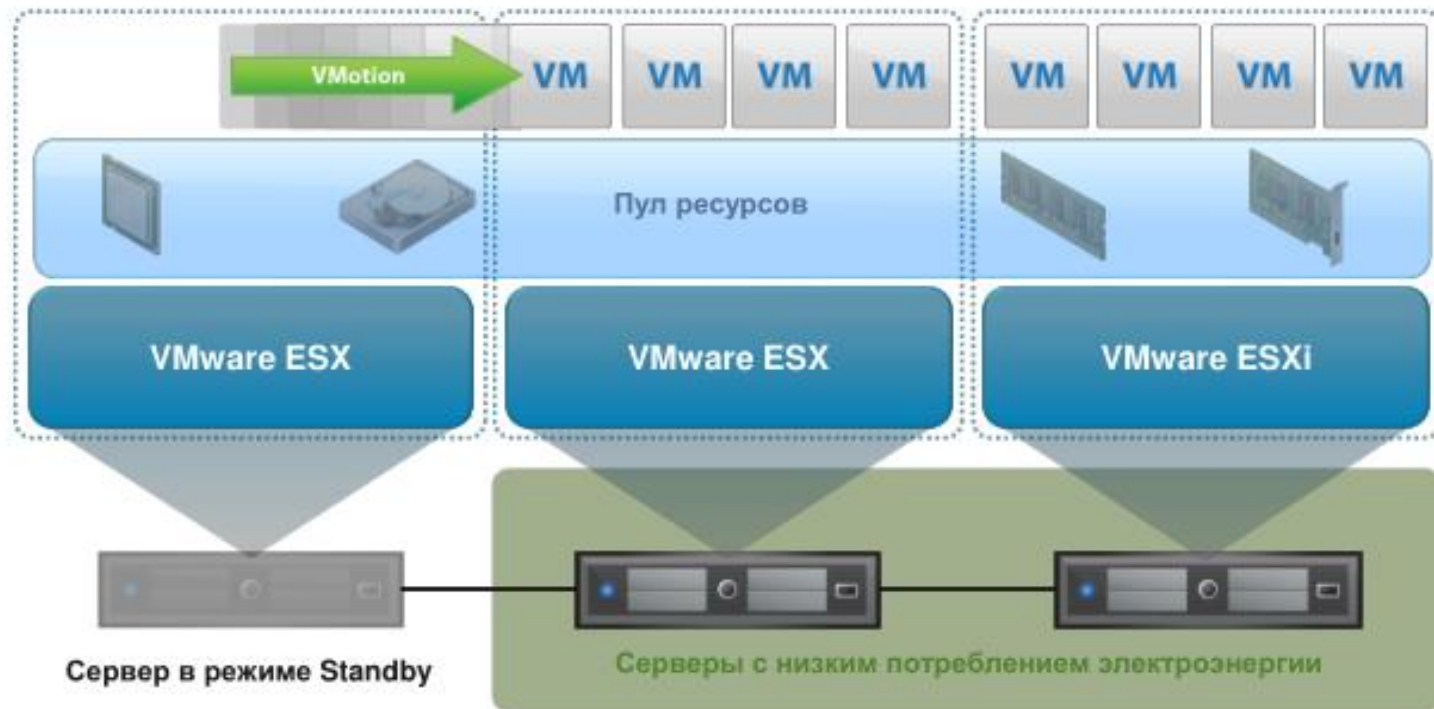 VMotion
VM VM VM VM VM VM VM VM
Пул ресурсов
VMware ESX VMware ESX VMware ESXi
Сервер в режиме Standby
Серверы с низким потреблением электроэнергии